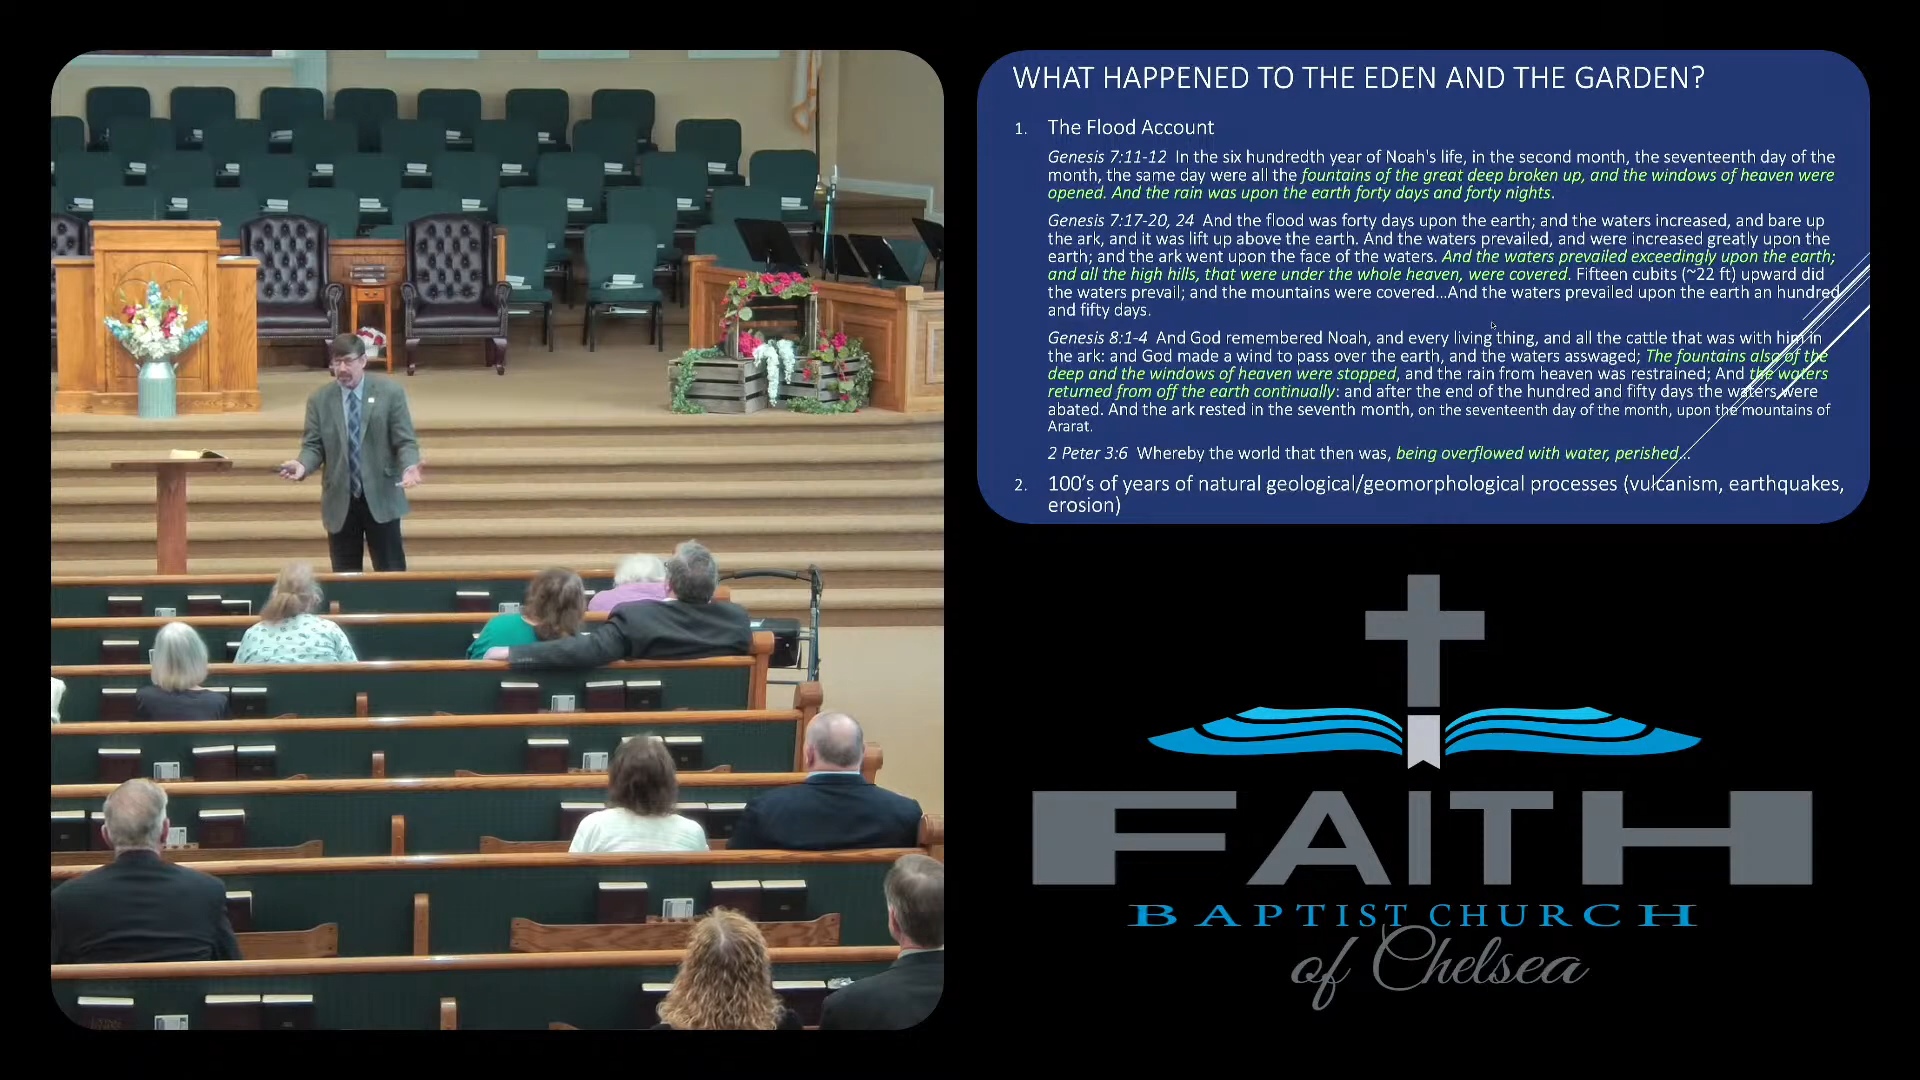 WHAT HAPPENED TO THE EDEN AND THE GARDEN?
1. The Flood Account
Genesis 7:11-12 In the six hundredth year of Noah's life, in the second month, the seventeenth day of the
month, the same day were all the fountains of the great deep broken up, and the windows of heaven were
opened. And the rain was upon the earth forty days and forty nights.
Genesis 7:17-20, 24 And the flood was forty days upon the earth; and the waters increased, and bare up
the ark, and it was lift up above the earth. And the waters prevailed, and were increased greatly upon the
earth; and the ark went upon the face of the waters. And the waters prevailed exceedingly upon the earth;
and all the high hills, that were under the whole heaven, were covered. Fifteen cubits (~22 ft) upward did
the waters prevail; and the mountains were covered…And the waters prevailed upon the earth an hundred
and fifty days.
Genesis 8:1-4 And God remembered Noah, and every living thing, and all the cattle that was with him in
the ark: and God made a wind to pass over the earth, and the waters asswaged; The fountains also of the
deep and the windows of heaven were stopped, and the rain from heaven was restrained; And the waters
returned from off the earth continually: and after the end of the hundred and fifty days the waters were
abated. And the ark rested in the seventh month, on the seventeenth day of the month, upon the mountains of
Ararat.
2 Peter 3:6 Whereby the world that then was, being overflowed with water, perished…
2. 100's of years of natural geological/geomorphological processes (vulcanism, earthquakes,
erosion)
FAITH
BAPTIST CHURCH
of Chelsea